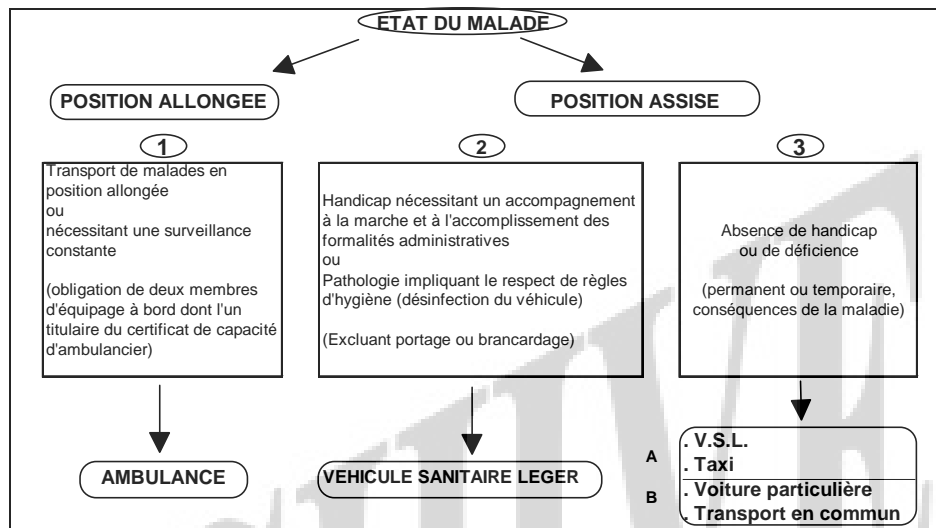 ETAT DU MALADE
POSITION ALLONGEE
POSITION ASSISE
1
Transport de malades en
position allongée
ou
nécessitant une surveillance
constante
(obligation de deux membres
d'équipage à bord dont l'un
titulaire du certificat de capacité
d'ambulancier)
AMBULANCE
2
Handicap nécessitant un accompagnement
à la marche et à l'accomplissement des
formalités administratives
ou
Pathologie impliquant le respect de règles
d'hygiène (désinfection du véhicule)
(Excluant portage ou brancardage)
VEHICULE SANITAIRE LEGER
3
Absence de handicap
ou de déficience
(permanent ou temporaire,
conséquences de la maladie)
A
. V.S.L.
. Taxi
B
. Voiture particulière
. Transport en commun